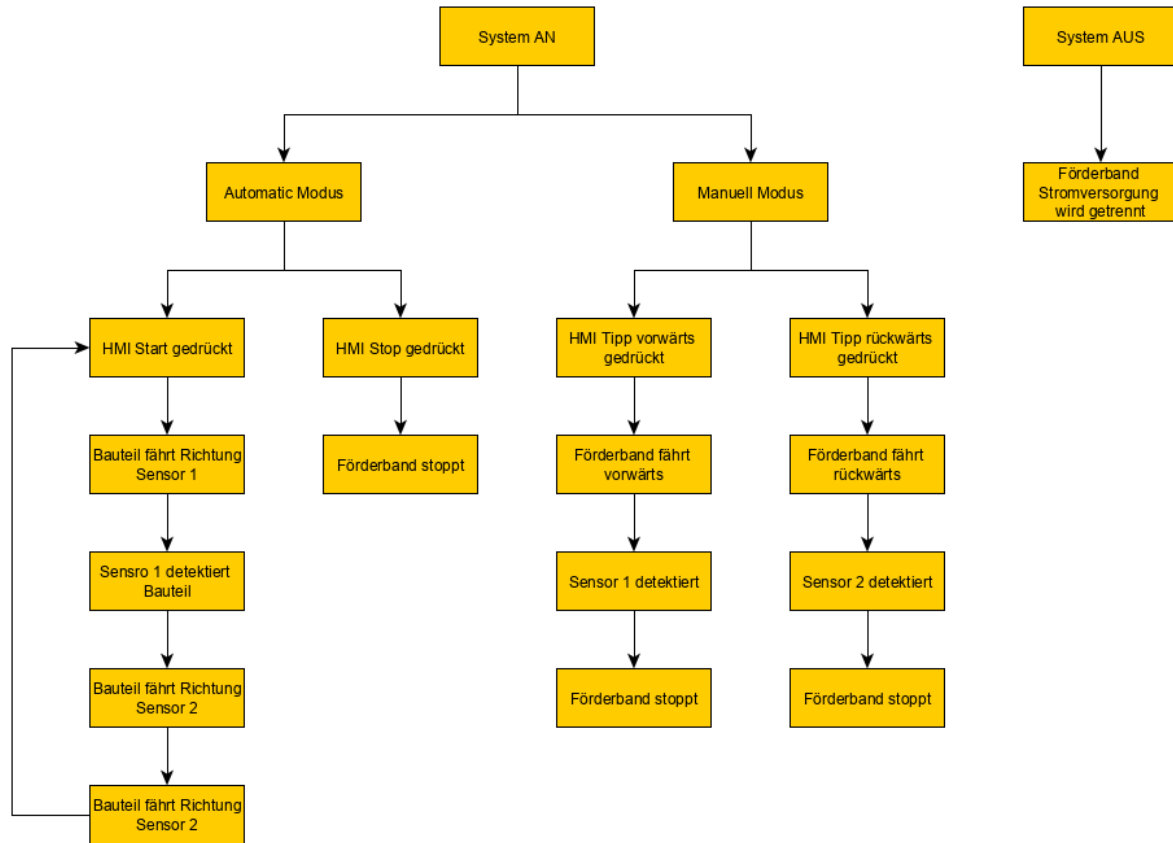 System AN
System AUS
Automatic Modus
Manuell Modus
Förderband
Stromversorgung
wird getrennt
HMI Start gedrückt
HMI Stop gedrückt
HMI Tipp vorwärts
gedrückt
HMI Tipp rückwärts
gedrückt
Bauteil fährt Richtung
Sensor 1
Förderband stoppt
Förderband fährt
vorwärts
Förderband fährt
rückwärts
Sensro 1 detektiert
Bauteil
Sensor 1 detektiert
Sensor 2 detektiert
Bauteil fährt Richtung
Sensor 2
Förderband stoppt
Förderband stoppt
Bauteil fährt Richtung
Sensor 2